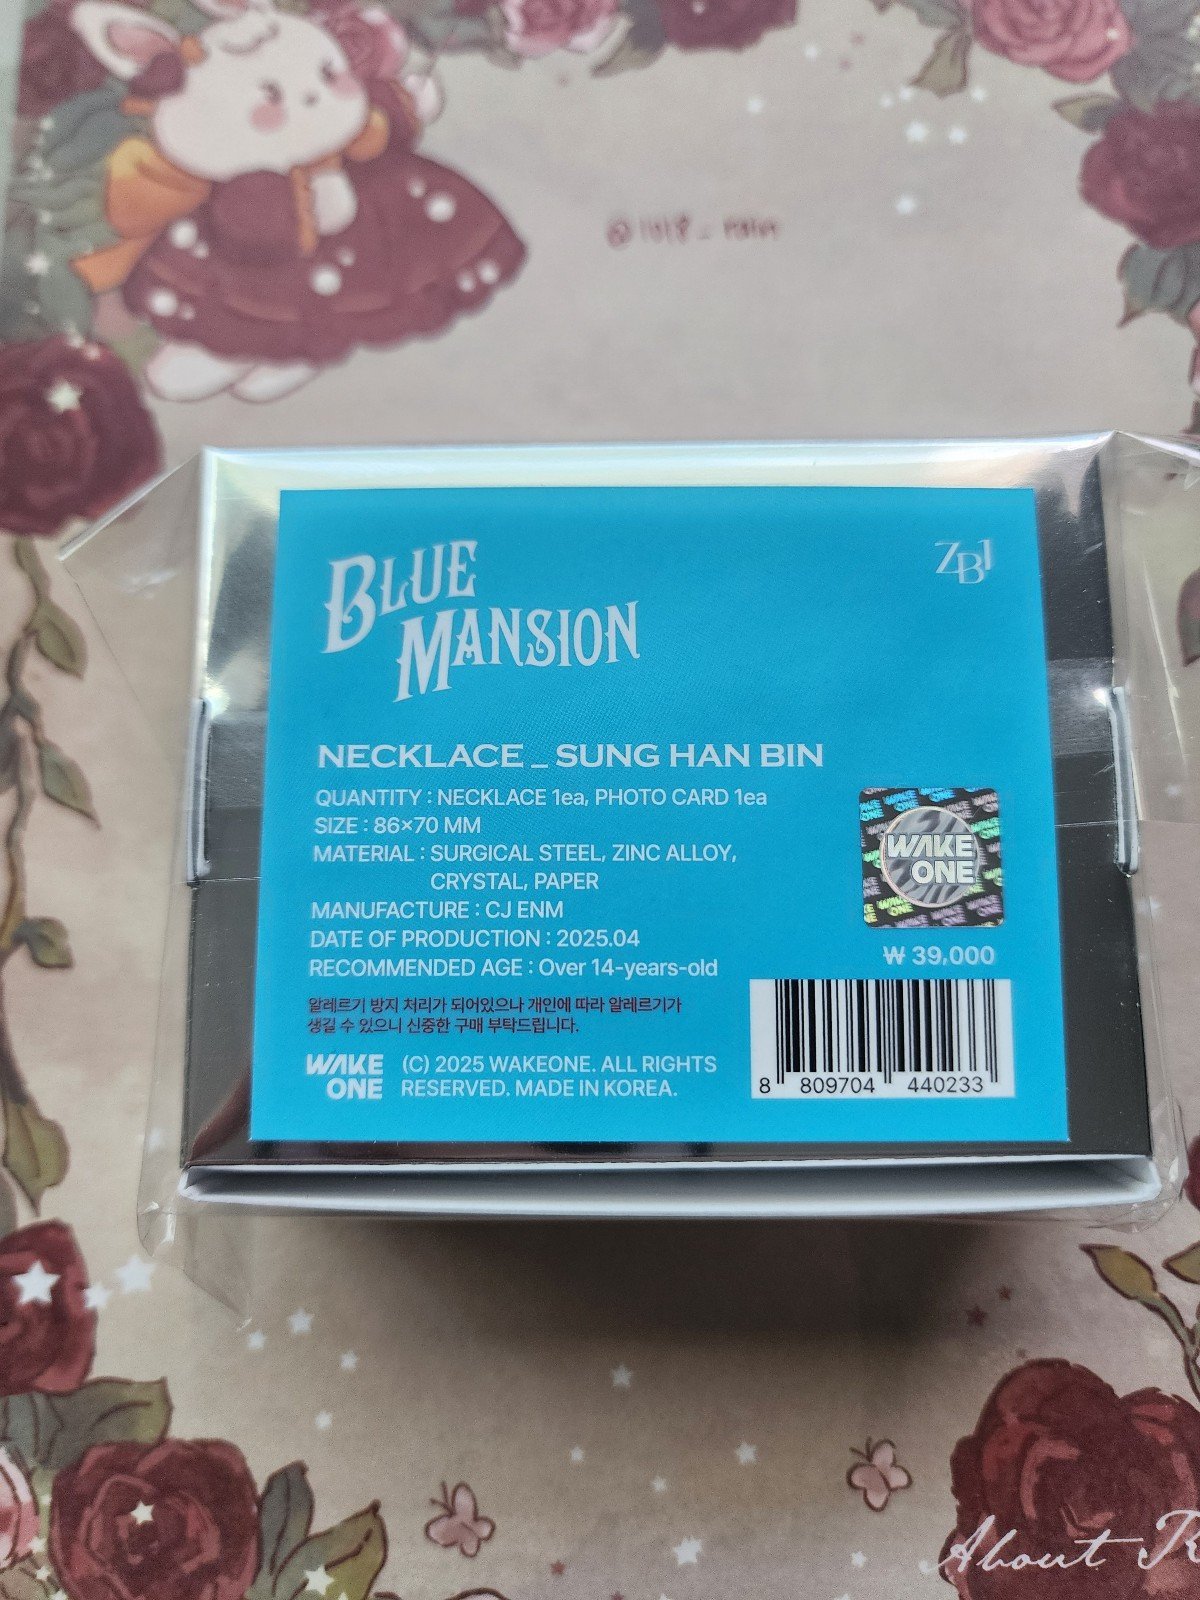 @1018_rain
BLUE
MANSION
ZB1
NECKLACE _ SUNG HAN BIN
QUANTITY : NECKLACE 1ea, PHOTO CARD 1ea
SIZE : 86×70 MM
MATERIAL : SURGICAL STEEL, ZINC ALLOY,
CRYSTAL, PAPER
MANUFACTURE : CJ ENM
DATE OF PRODUCTION : 2025.04
RECOMMENDED AGE : Over 14-years-old
알레르기 방지 처리가 되어있으나 개인에 따라 알레르기가
생길 수 있으니 신중한 구매 부탁드립니다.
WAKE
ONE
(C) 2025 WAKEONE. ALL RIGHTS
RESERVED. MADE IN KOREA.
WAKE
ONE
₩ 39,000
8 809704 440233
About